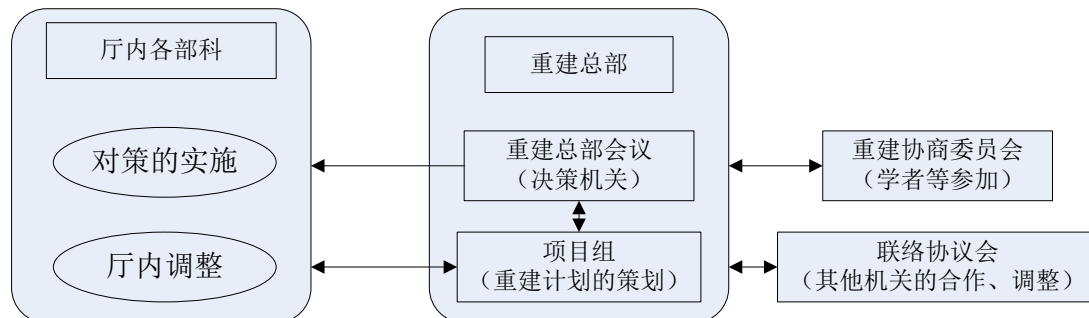 厅内各部科
重建总部
对策的实施
重建总部会议
（决策机关）
重建协商委员会
（学者等参加）
厅内调整
项目组
（重建计划的策划）
联络协议会
（其他机关的合作、调整）